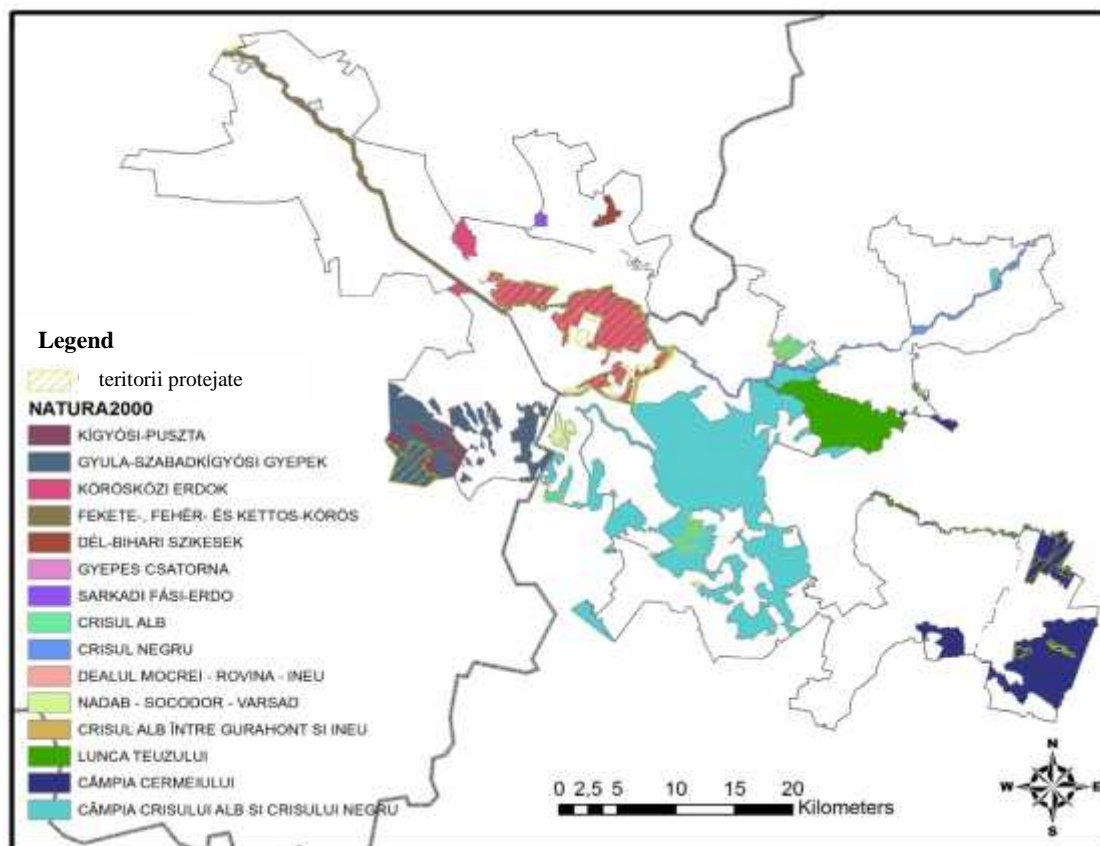 Legend
teritorii protejate
NATURA2000
KÍGYÓSI-PUSZTA
GYULA-SZABADKÍGYÓSI GYEPEK
KÖRÖSKÖZI ERDOK
FEKETE-, FEHÉR- ÉS KETTOS-KÖRÖS
DÉL-BIHARI SZIKESEK
GYEPES CSATORNA
SARKADI FÁSI-ERDO
CRISUL ALB
CRISUL NEGRU
DEALUL MOCREI - ROVINA - INEU
NADAB - SOCODOR - VARSAD
CRISUL ALB ÎNTRE GURAHONT SI INEU
LUNCA TEUZULUI
CÂMPIA CERMEIULUI
CÂMPIA CRISULUI ALB SI CRISULUI NEGRU
0 2,5 5 10 15 20
Kilometers
N
W E
S